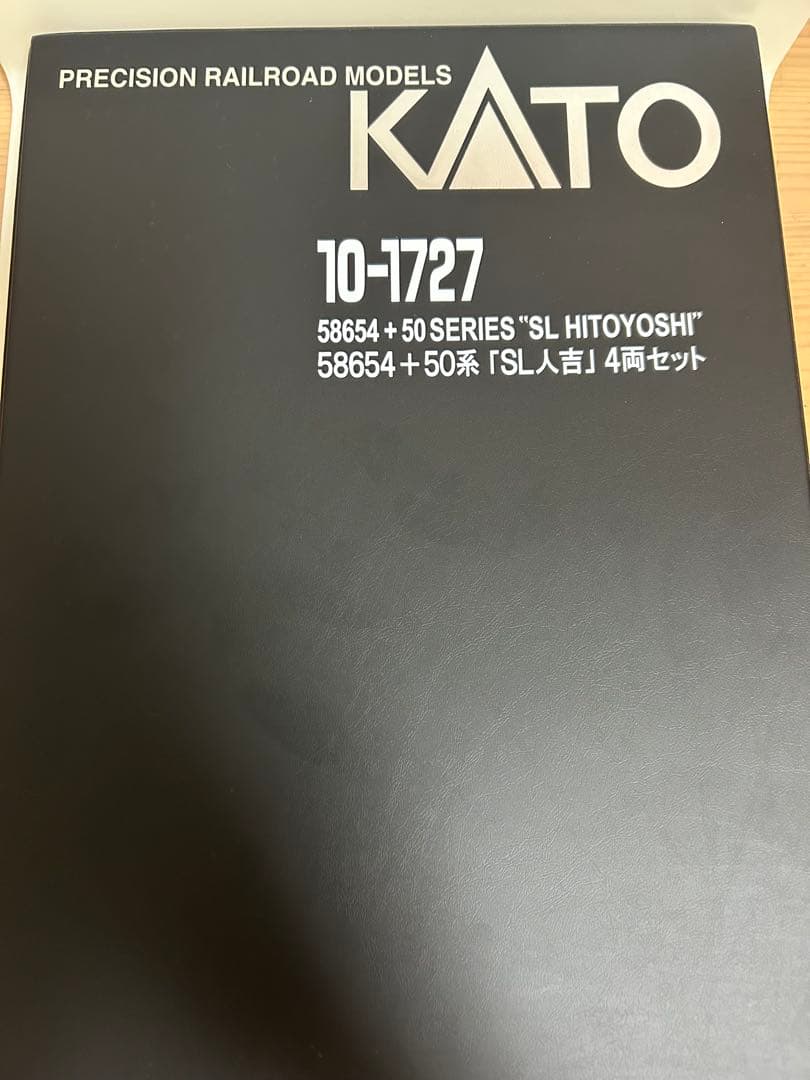 PRECISION RAILROAD MODELS
KATO
10-1727
58654+50 SERIES "SL HITOYOSHI"
58654+50系「SL人吉」4両セット